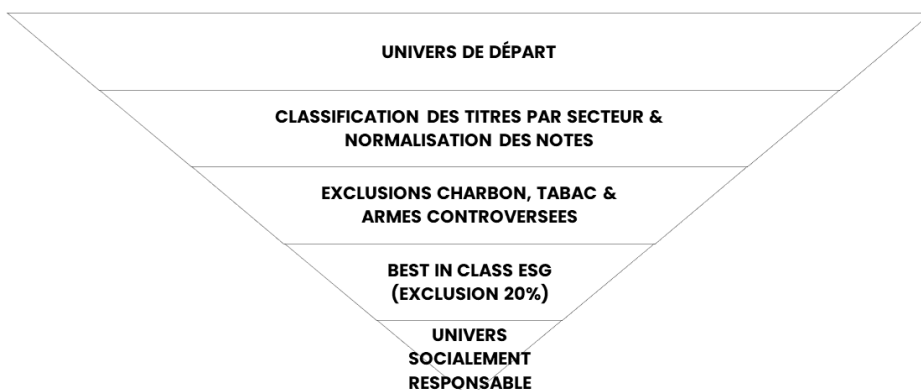 UNIVERS DE DÉPART
CLASSIFICATION DES TITRES PAR SECTEUR &
NORMALISATION DES NOTES
EXCLUSIONS CHARBON, TABAC &
ARMES CONTROVERSEES
BEST IN CLASS ESG
(EXCLUSION 20%)
UNIVERS
SOCIALEMENT
RESPONSABLE